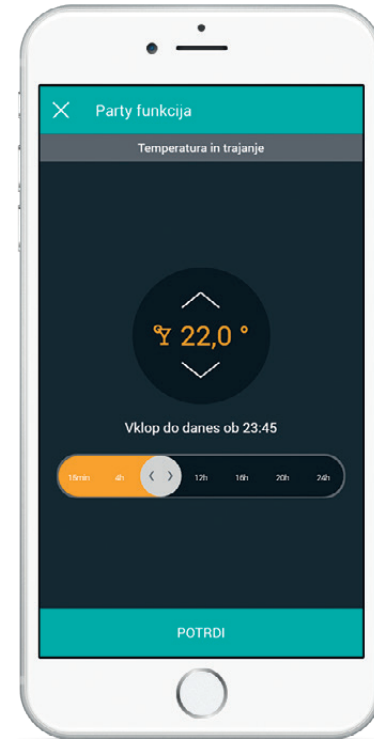 Party funkcija
Temperatura in trajanje
22,0 °
Vklop do danes ob 23:45
15min 4h 12h 16h 20h 24h
POTRDI